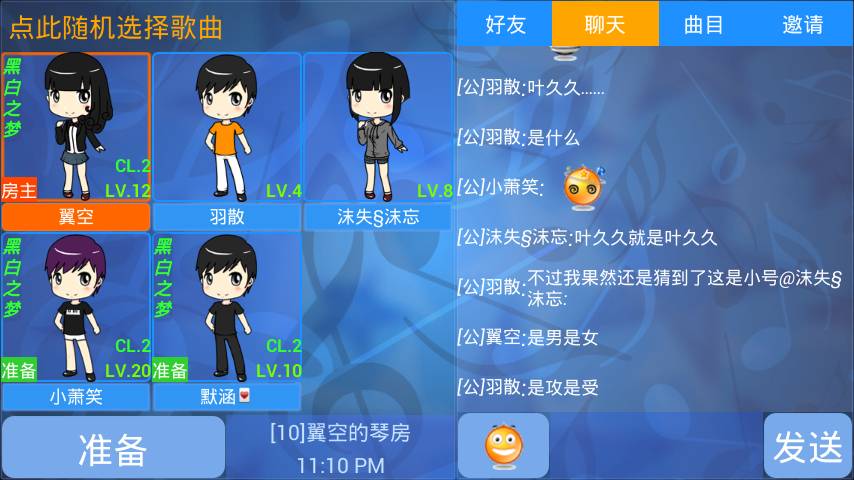 点此随机选择歌曲
黑白之梦
CL.2
房主
LV.12
翼空
LV.4
羽散
LV.8
沫失§沫忘
黑白之梦
CL.2
准备
LV.20
小萧笑
黑白之梦
CL.2
准备
LV.10
默涵
准备
[10]翼空的琴房
11:10 PM
好友
聊天
曲目
邀请
[公]羽散:叶久久......
[公]羽散:是什么
[公]小萧笑:
[公]沫失§沫忘:叶久久就是叶久久
[公]羽散:不过我果然还是猜到了这是小号@沫失§
沫忘:
[公]翼空:是男是女
[公]羽散:是攻是受
发送